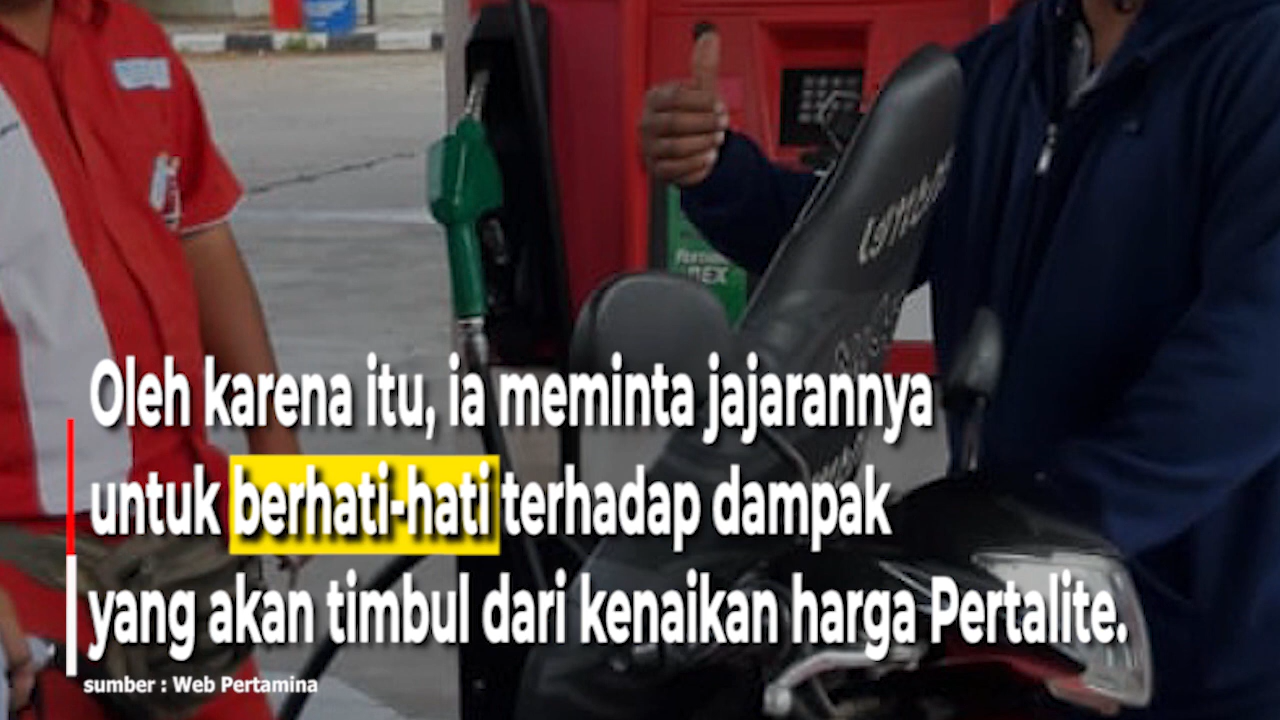 Oleh karena itu, ia meminta jajarannya
untuk berhati-hati terhadap dampak
yang akan timbul dari kenaikan harga Pertalite.
sumber : Web Pertamina